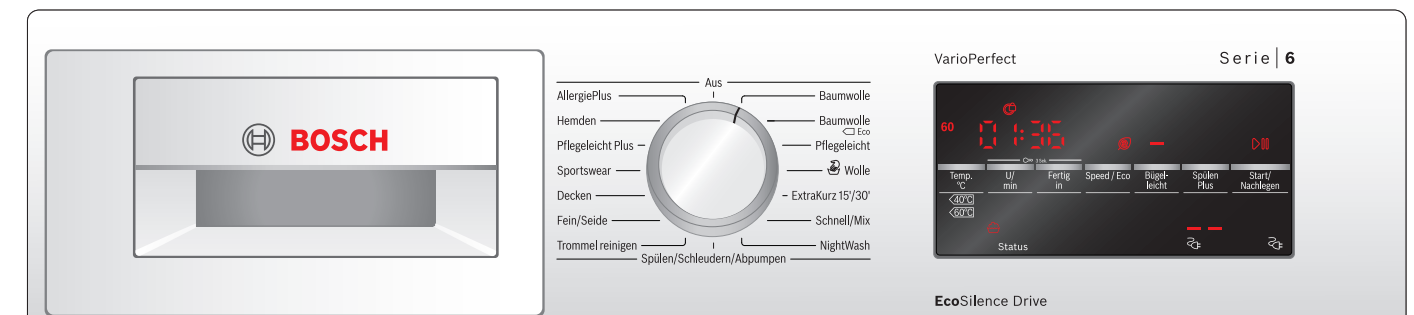 BOSCH
Aus
AllergiePlus
Hemden
Pflegeleicht Plus
Sportswear
Decken
Fein/Seide
Trommel reinigen
Baumwolle
Baumwolle
Eco
Pflegeleicht
Wolle
ExtraKurz 15'/30'
Schnell/Mix
NightWash
Spülen/Schleudern/Abpumpen
VarioPerfect
Serie | 6
60
01:36
3 Sek.
Temp.
°C
U/
min
Fertig
in
Speed / Eco
Bügel-
leicht
Spülen
Plus
Start/
Nachlegen
40°C
60°C
Status
EcoSilence Drive